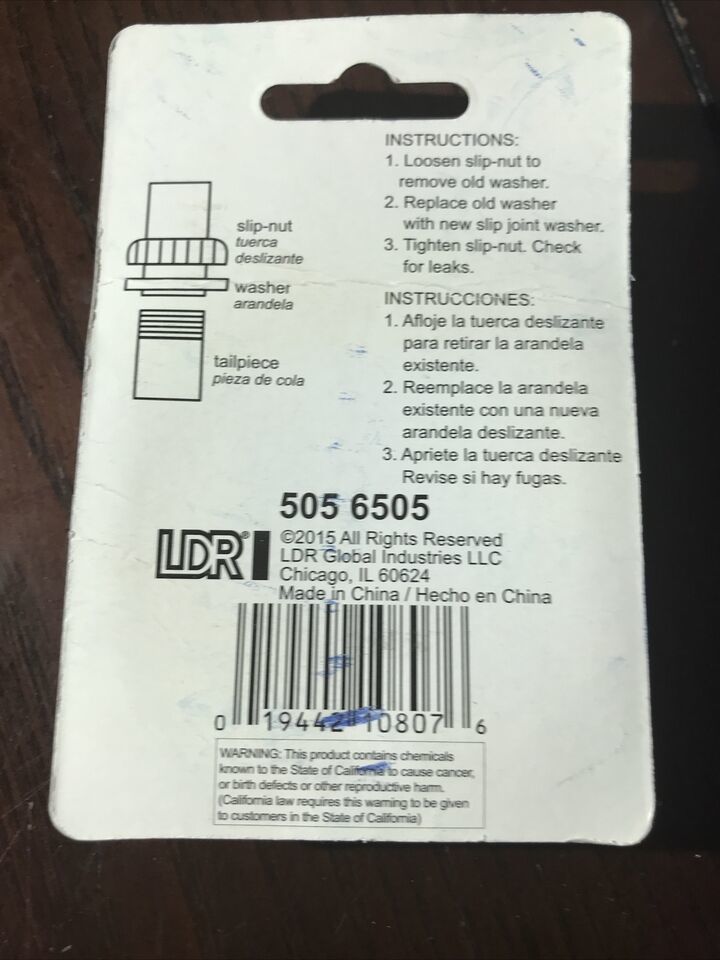 INSTRUCTIONS:
1. Loosen slip-nut to
remove old washer.
2. Replace old washer
with new slip joint washer.
3. Tighten slip-nut. Check
for leaks.
slip-nut
tuerca
deslizante
washer
arandela
tailpiece
pieza de cola
INSTRUCCIONES:
1. Afloje la tuerca deslizante
para retirar la arandela
existente.
2. Reemplace la arandela
existente con una nueva
arandela deslizante.
3. Apriete la tuerca deslizante
Revise si hay fugas.
505 6505
LDR®
©2015 All Rights Reserved
LDR Global Industries LLC
Chicago, IL 60624
Made in China / Hecho en China
0 19442 10807 6
WARNING: This product contains chemicals
known to the State of California to cause cancer,
or birth defects or other reproductive harm.
(California law requires this warning to be given
to customers in the State of California)